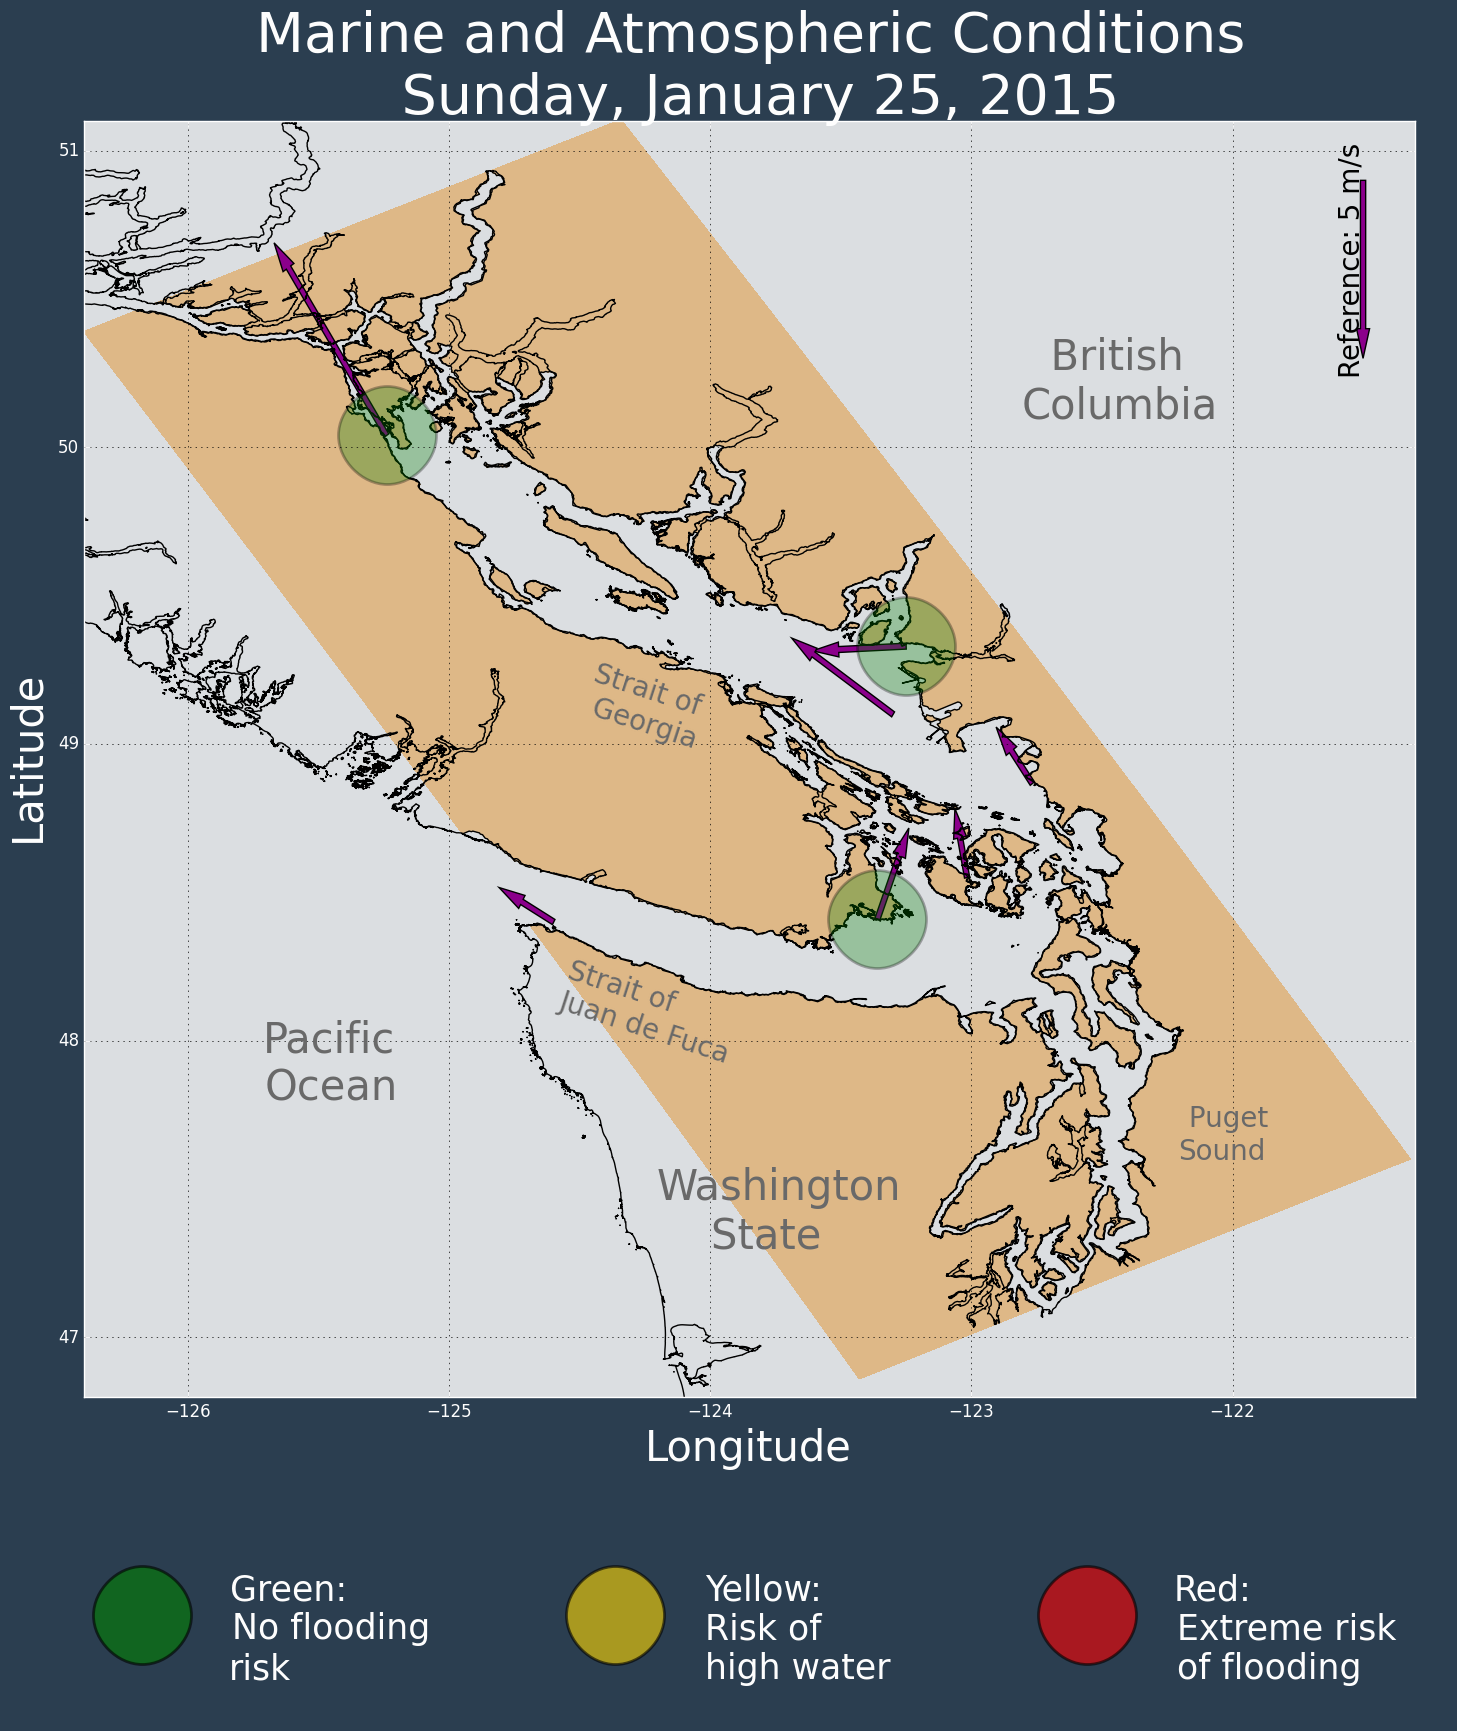 Marine and Atmospheric Conditions
Sunday, January 25, 2015
51
50
49
48
47
Latitude
Reference: 5 m/s
British
Columbia
Strait of
Georgia
Strait of
Juan de Fuca
Pacific
Ocean
Puget
Sound
Washington
State
−126
−125
−124
−123
−122
Longitude
Green:
No flooding
risk
Yellow:
Risk of
high water
Red:
Extreme risk
of flooding